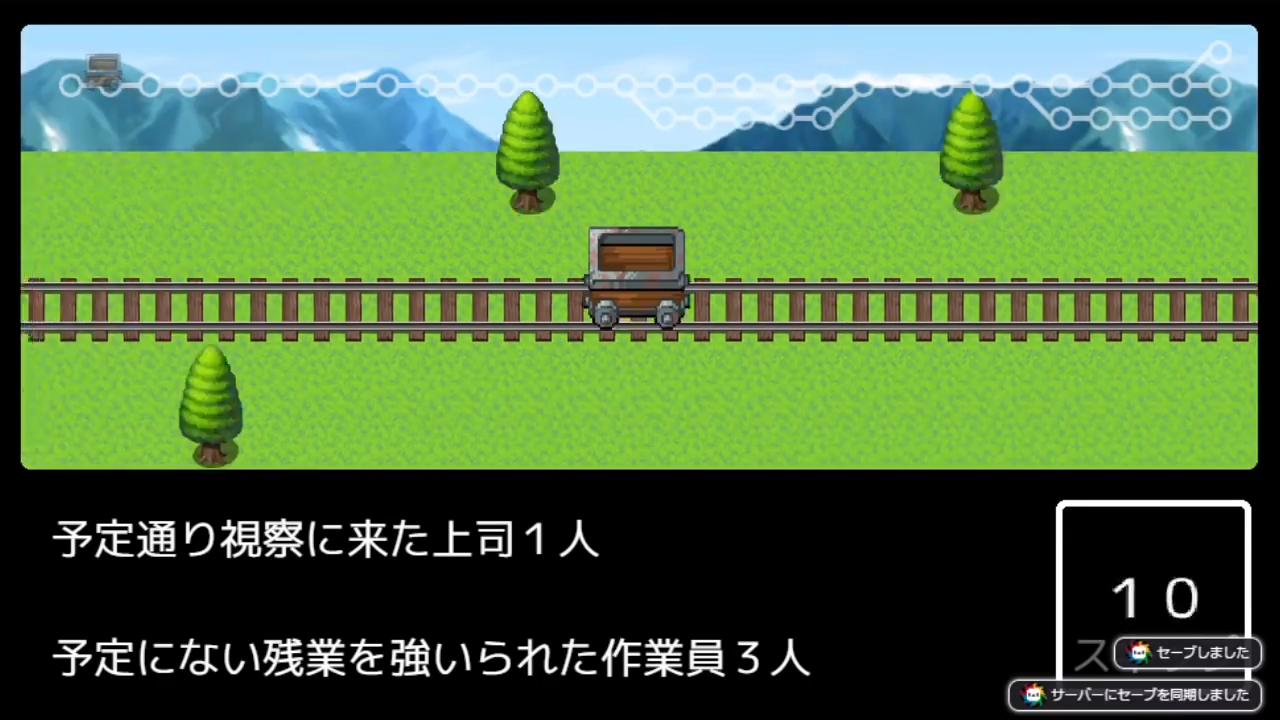 予定通り視察に来た上司１人
予定にない残業を強いられた作業員３人
１０
ス
セーブしました
サーバーにセーブを同期しました